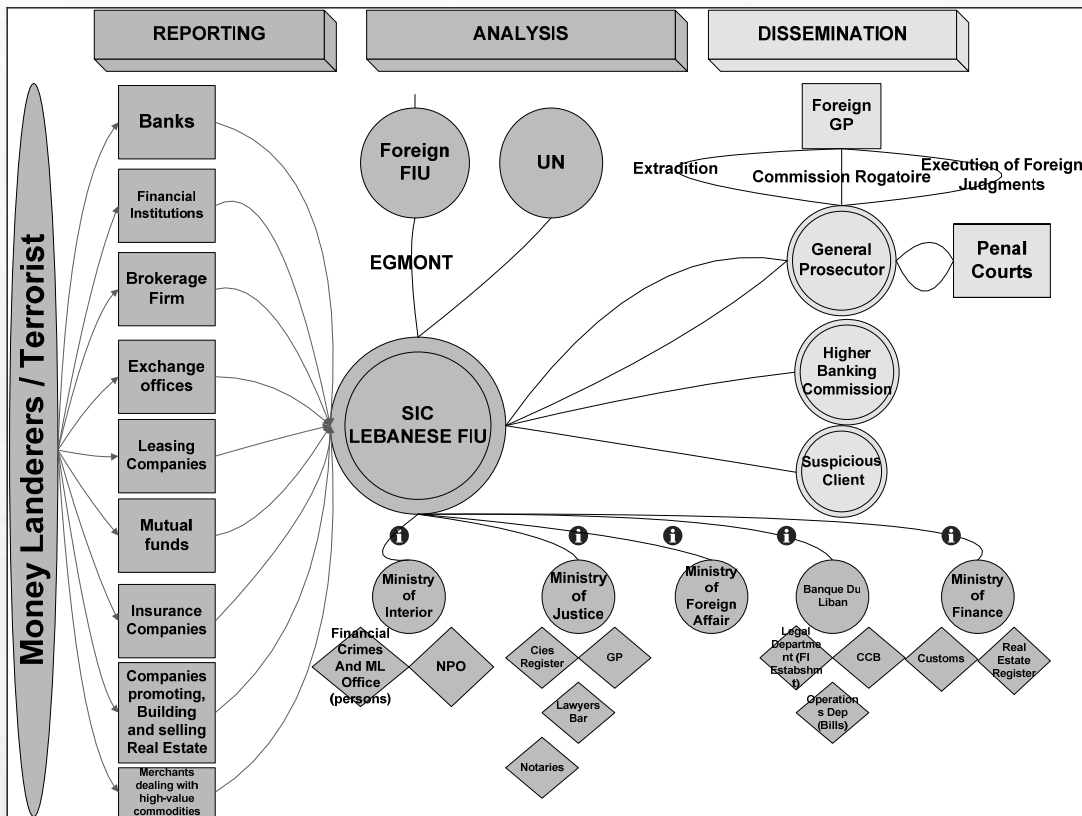 REPORTING
ANALYSIS
DISSEMINATION
Money Landerers / Terrorist
Banks
Financial
Institutions
Brokerage
Firm
Exchange
offices
Leasing
Companies
Mutual
funds
Insurance
Companies
Companies
promoting,
Building
and selling
Real Estate
Merchants
dealing with
high-value
commodities
Foreign
FIU
UN
EGMONT
SIC
LEBANESE FIU
Foreign
GP
Extradition
Commission Rogatoire
Execution of Foreign
Judgments
General
Prosecutor
Penal
Courts
Higher
Banking
Commission
Suspicious
Client
i
i
i
i
i
Ministry
of
Interior
Ministry
of
Justice
Ministry
of
Foreign
Affair
Banque Du
Liban
Ministry
of
Finance
Financial
Crimes
And ML
Office
(persons)
NPO
Cies
Register
GP
Lawyers
Bar
Notaries
Legal
Departme
nt (FI
Establshm
t)
CCB
Operation
s Dep
(Bills)
Customs
Real
Estate
Register